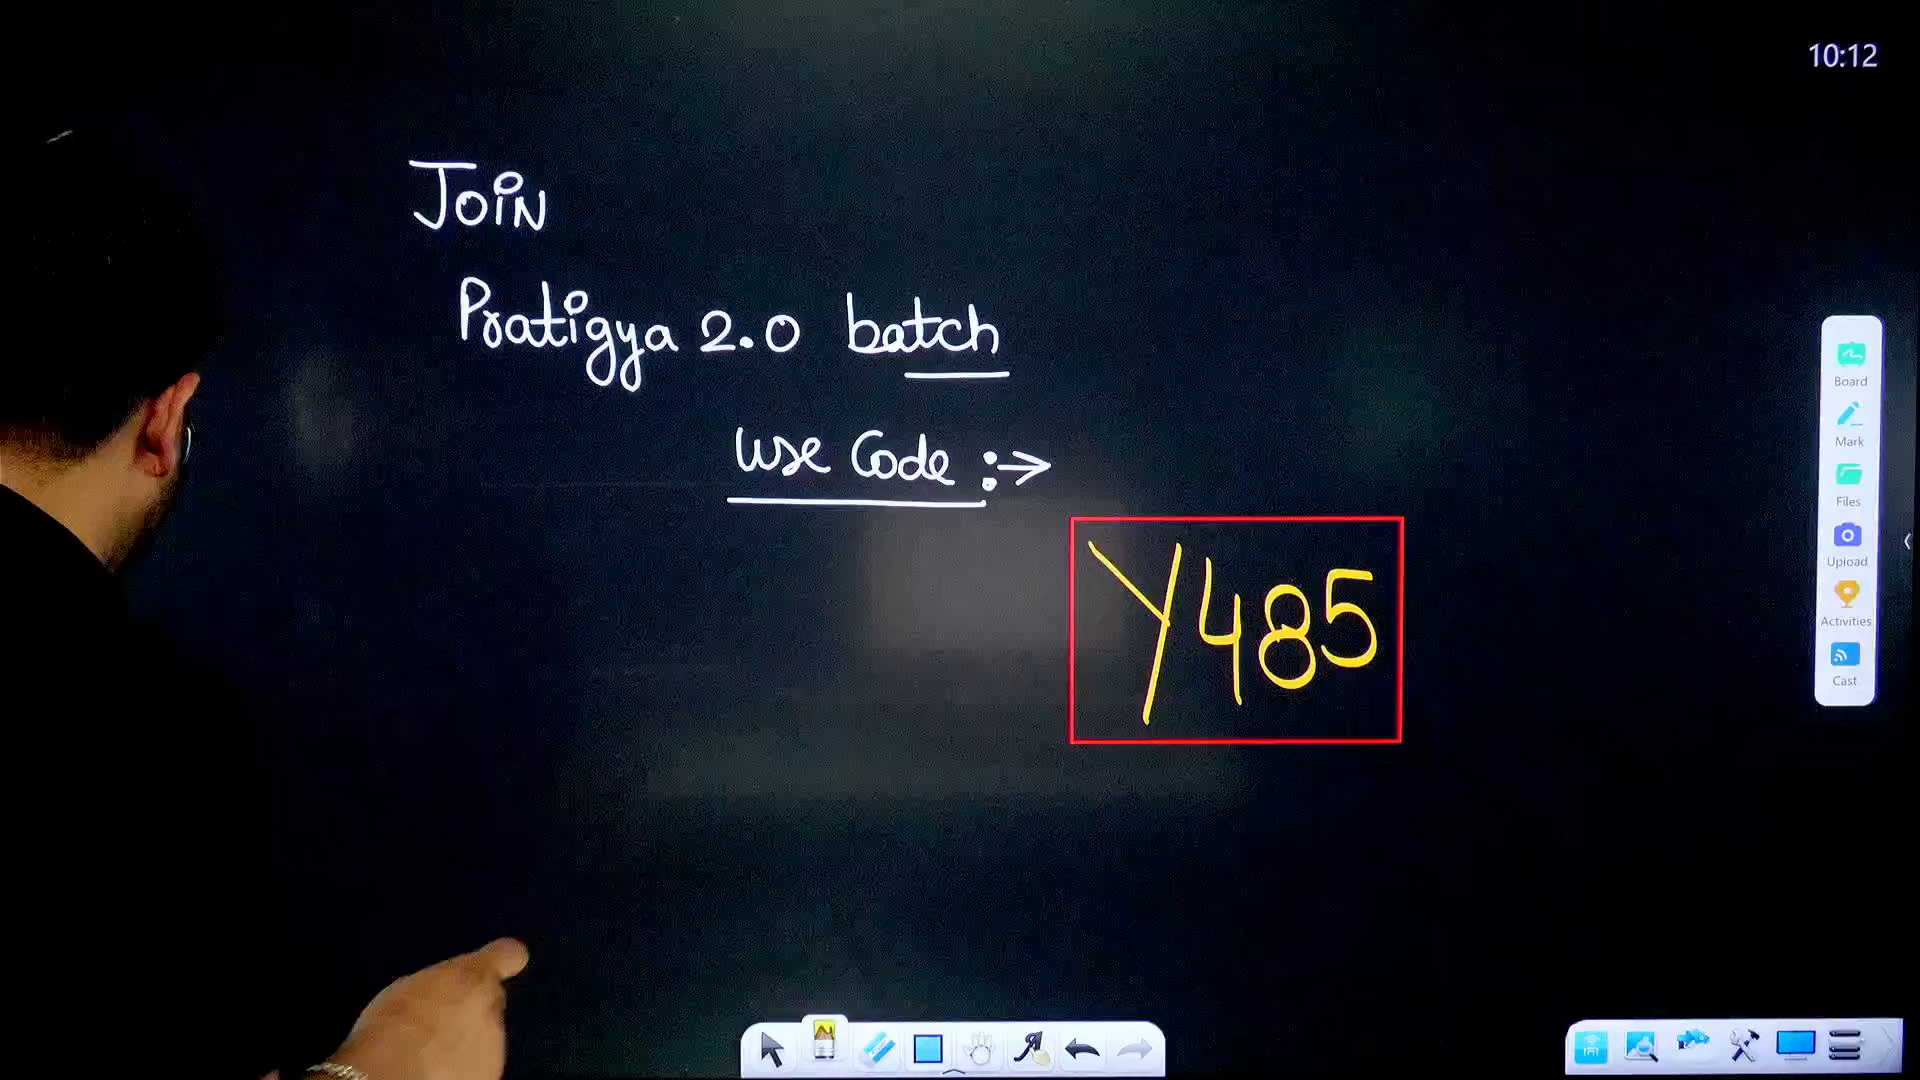 10:12
JOIN
Pratigya 2.0 batch
Use Code :→
Y485
Board
Mark
Files
Upload
Activities
Cast